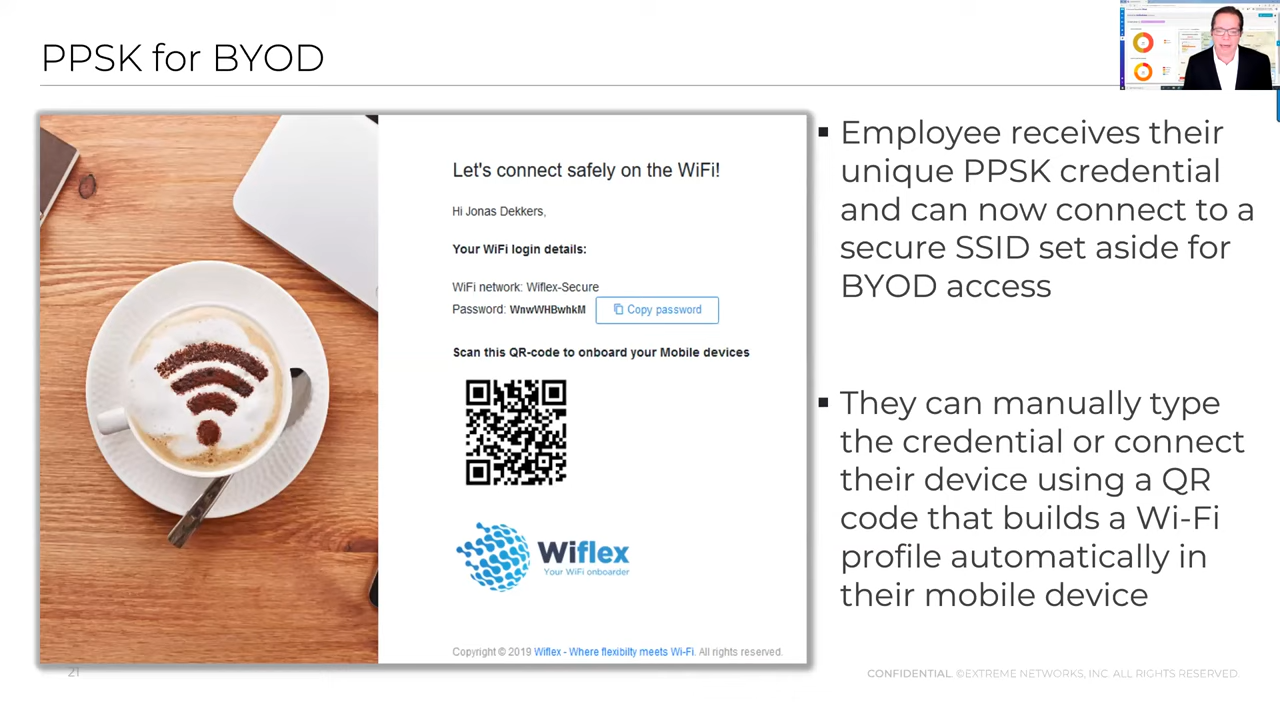 PPSK for BYOD
Let's connect safely on the WiFi!
Hi Jonas Dekkers,
Your WiFi login details:
WiFi network: Wiflex-Secure
Password: WnwWHBwhkM
Copy password
Scan this QR-code to onboard your Mobile devices
Wiflex
Your WiFi onboarder
Copyright © 2019 Wiflex - Where flexibilty meets Wi-Fi. All rights reserved.
▪ Employee receives their
unique PPSK credential
and can now connect to a
secure SSID set aside for
BYOD access
▪ They can manually type
the credential or connect
their device using a QR
code that builds a Wi-Fi
profile automatically in
their mobile device
21
CONFIDENTIAL. ©EXTREME NETWORKS, INC. ALL RIGHTS RESERVED.